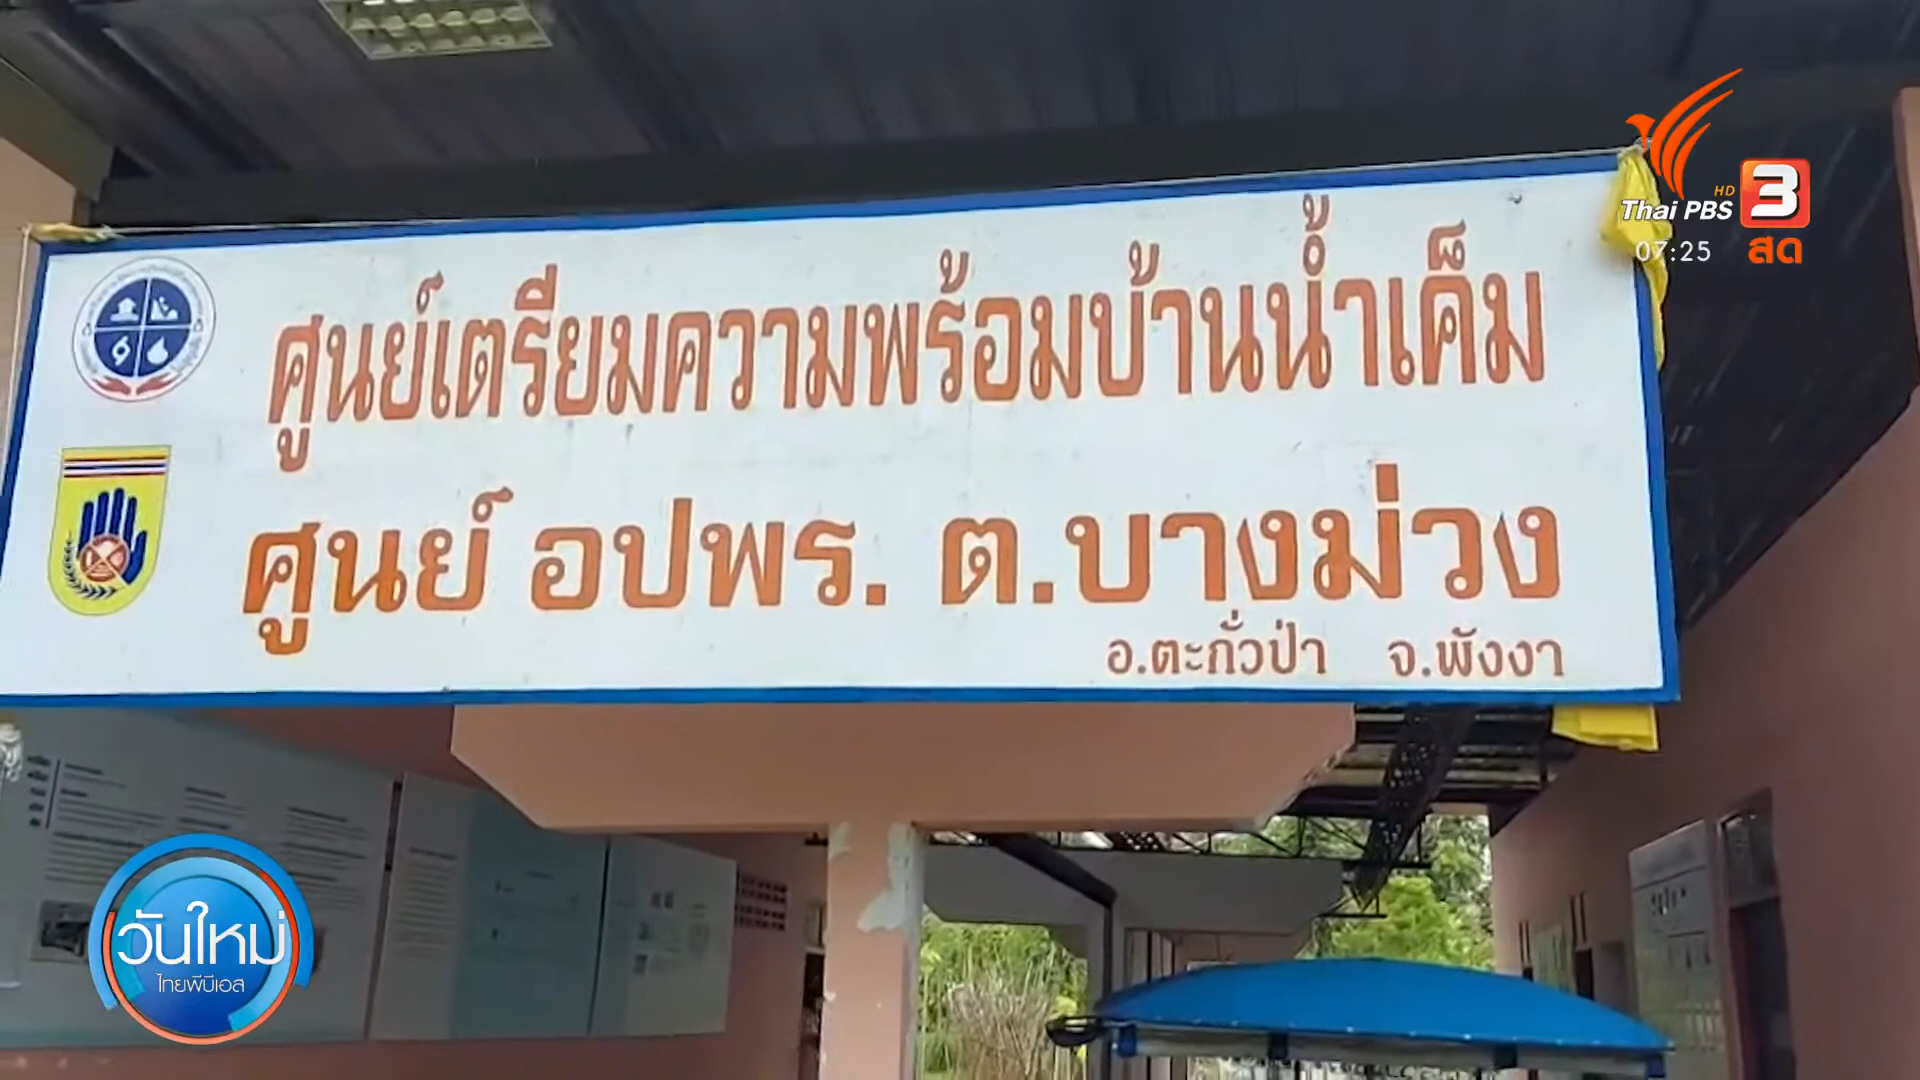 HD
Thai PBS 3
07:25 สด
ศูนย์เตรียมความพร้อมบ้านน้ำเค็ม
ศูนย์ อปพร. ต.บางม่วง
อ.ตะกั่วป่า จ.พังงา
วันใหม่
ไทยพีบีเอส